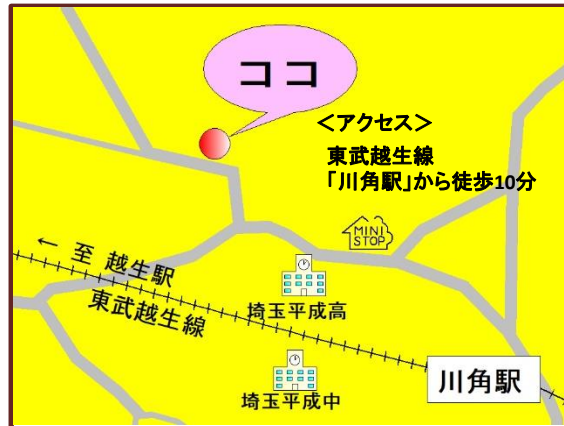 ココ
＜アクセス＞
東武越生線
「川角駅」から徒歩10分
MINI
STOP
← 至 越生駅
東武越生線
埼玉平成高
川角駅
埼玉平成中